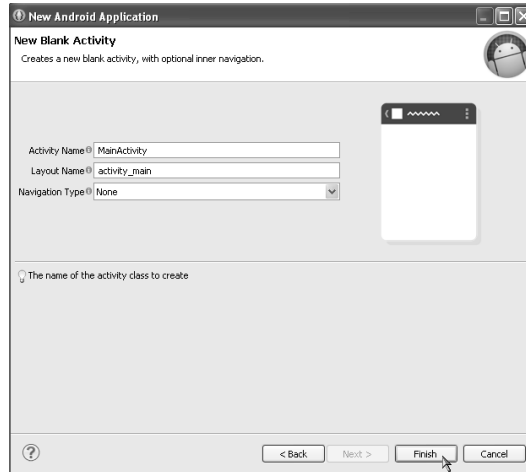 New Android Application
New Blank Activity
Creates a new blank activity, with optional inner navigation.
Activity Name MainActivity
Layout Name activity_main
Navigation Type None
The name of the activity class to create
< Back Next > Finish Cancel